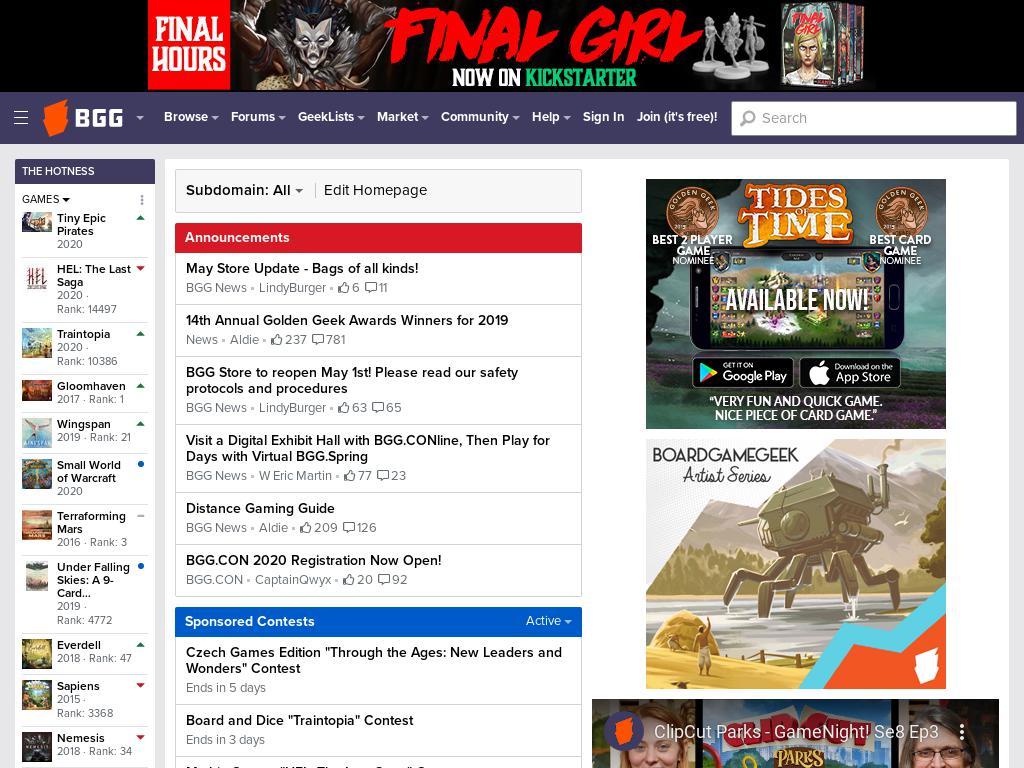 FINAL
HOURS
FINAL GIRL
NOW ON KICKSTARTER
FINAL
GIRL
BGG
Browse
Forums
GeekLists
Market
Community
Help
Sign In
Join (it's free)!
Search
THE HOTNESS
GAMES
Tiny Epic
Pirates
2020
HEL: The Last
Saga
2020 ·
Rank: 14497
Traintopia
2020 ·
Rank: 10386
Gloomhaven
2017 · Rank: 1
Wingspan
2019 · Rank: 21
Small World
of Warcraft
2020
Terraforming
Mars
2016 · Rank: 3
Under Falling
Skies: A 9-
Card...
2019 ·
Rank: 4772
Everdell
2018 · Rank: 47
Sapiens
2015 ·
Rank: 3368
Nemesis
2018 · Rank: 34
Subdomain: All
Edit Homepage
Announcements
May Store Update - Bags of all kinds!
BGG News • LindyBurger • 6 11
14th Annual Golden Geek Awards Winners for 2019
News • Aldie • 237 781
BGG Store to reopen May 1st! Please read our safety
protocols and procedures
BGG News • LindyBurger • 63 65
Visit a Digital Exhibit Hall with BGG.CONline, Then Play for
Days with Virtual BGG.Spring
BGG News • W Eric Martin • 77 23
Distance Gaming Guide
BGG News • Aldie • 209 126
BGG.CON 2020 Registration Now Open!
BGG.CON • CaptainQwyx • 20 92
Sponsored Contests
Active
Czech Games Edition "Through the Ages: New Leaders and
Wonders" Contest
Ends in 5 days
Board and Dice "Traintopia" Contest
Ends in 3 days
TIDES
OF
TIME
BEST 2 PLAYER
GAME
NOMINEE
BEST CARD
GAME
NOMINEE
AVAILABLE NOW!
GET IT ON
Google Play
Download on the
App Store
“VERY FUN AND QUICK GAME.
NICE PIECE OF CARD GAME.”
BOARDGAMEGEEK
Artist Series
ClipCut Parks - GameNight! Se8 Ep3
PARKS